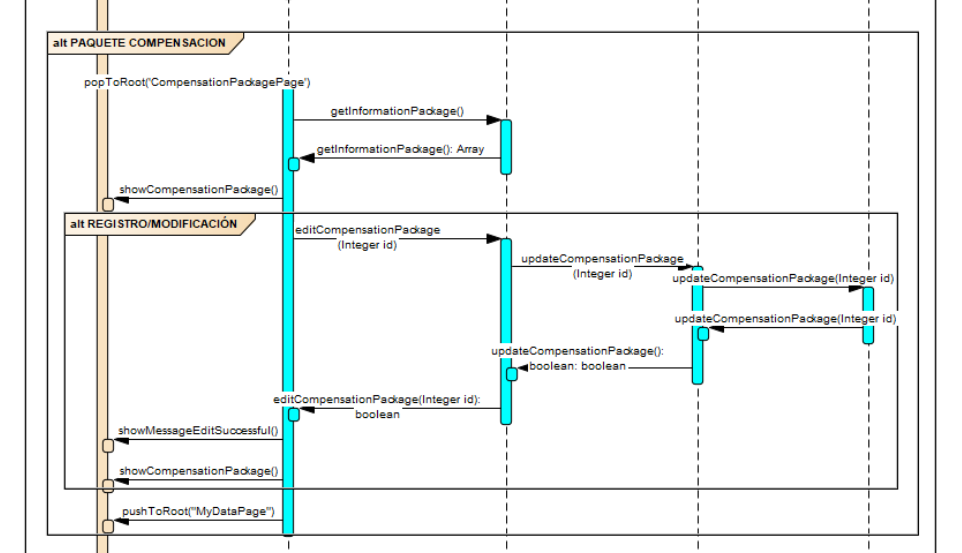 alt PAQUETE COMPENSACION
popToRoot('CompensationPackagePage')
getInformationPackage()
getInformationPackage(): Array
showCompensationPackage()
alt REGISTRO/MODIFICACIÓN
editCompensationPackage
(Integer id)
updateCompensationPackage
(Integer id)
updateCompensationPackage(Integer id)
updateCompensationPackage(Integer id)
updateCompensationPackage():
boolean: boolean
editCompensationPackage(Integer id):
boolean
showMessageEditSuccessful()
showCompensationPackage()
pushToRoot("MyDataPage")